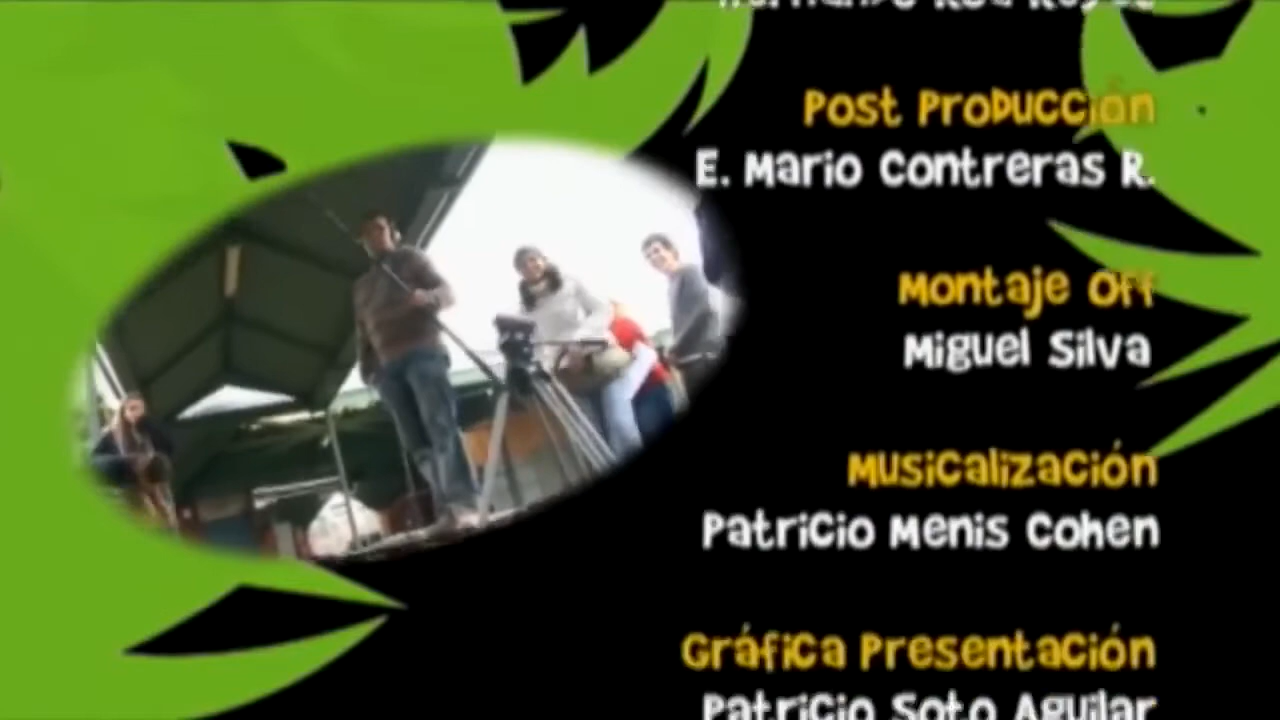 Post Producción
E. Mario Contreras R.
Montaje Off
Miguel Silva
Musicalización
Patricio Menis Cohen
Gráfica Presentación
Patricio Soto Aguilar